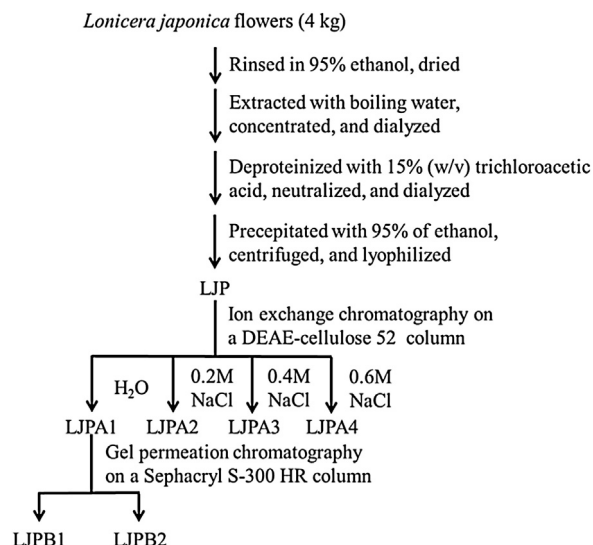 Lonicera japonica flowers (4 kg)
Rinsed in 95% ethanol, dried
Extracted with boiling water,
concentrated, and dialyzed
Deproteinized with 15% (w/v) trichloroacetic
acid, neutralized, and dialyzed
Precepitated with 95% of ethanol,
centrifuged, and lyophilized
LJP
Ion exchange chromatography on
a DEAE-cellulose 52 column
H₂O
0.2M
NaCl
0.4M
NaCl
0.6M
NaCl
LJPA1 LJPA2 LJPA3 LJPA4
Gel permeation chromatography
on a Sephacryl S-300 HR column
LJPB1 LJPB2